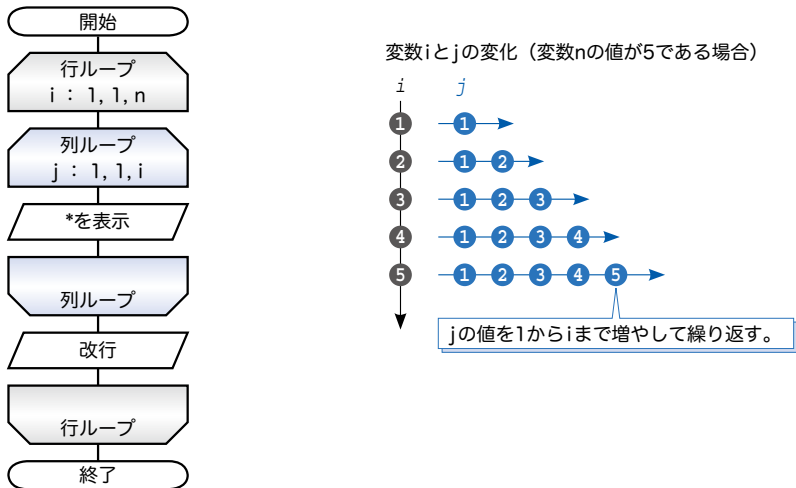 開始
行ループ
i : 1, 1, n
列ループ
j : 1, 1, i
*を表示
列ループ
改行
行ループ
終了
変数iとjの変化（変数nの値が5である場合）
i j
1 1
2 1 2
3 1 2 3
4 1 2 3 4
5 1 2 3 4 5
jの値を1からiまで増やして繰り返す。